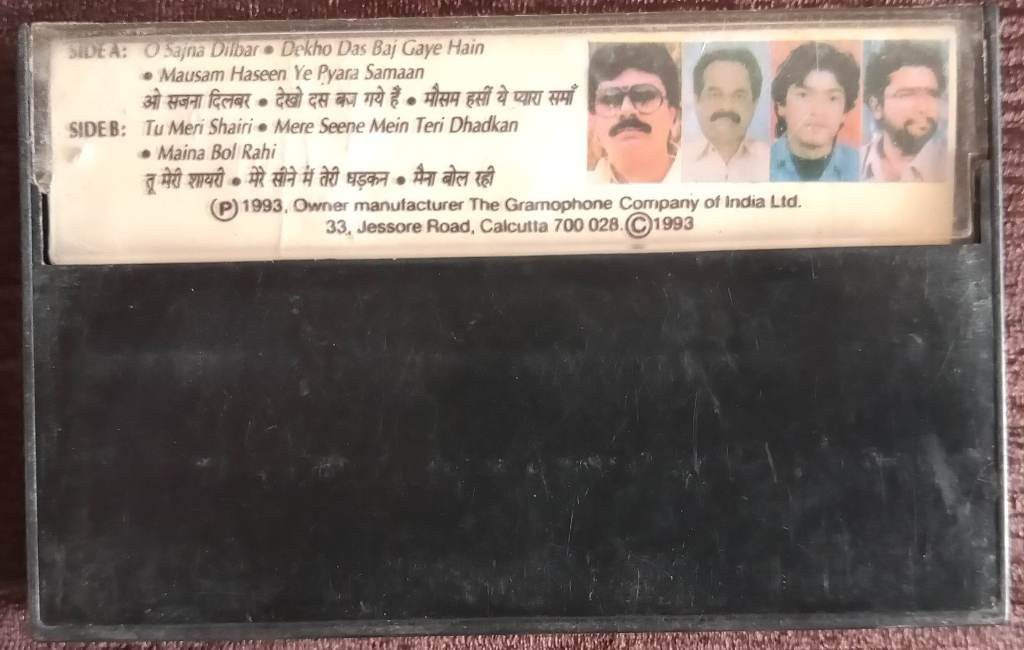 SIDE A: O Sajna Dilbar • Dekho Das Baj Gaye Hain
• Mausam Haseen Ye Pyara Samaan
ओ सजना दिलबर • देखो दस बज गये हैं • मौसम हसीं ये प्यारा समाँ
SIDE B: Tu Meri Shairi • Mere Seene Mein Teri Dhadkan
• Maina Bol Rahi
तू मेरी शायरी • मेरे सीने में तेरी धड़कन • मैना बोल रही
Ⓟ 1993, Owner manufacturer The Gramophone Company of India Ltd.
33, Jessore Road, Calcutta 700 028. © 1993